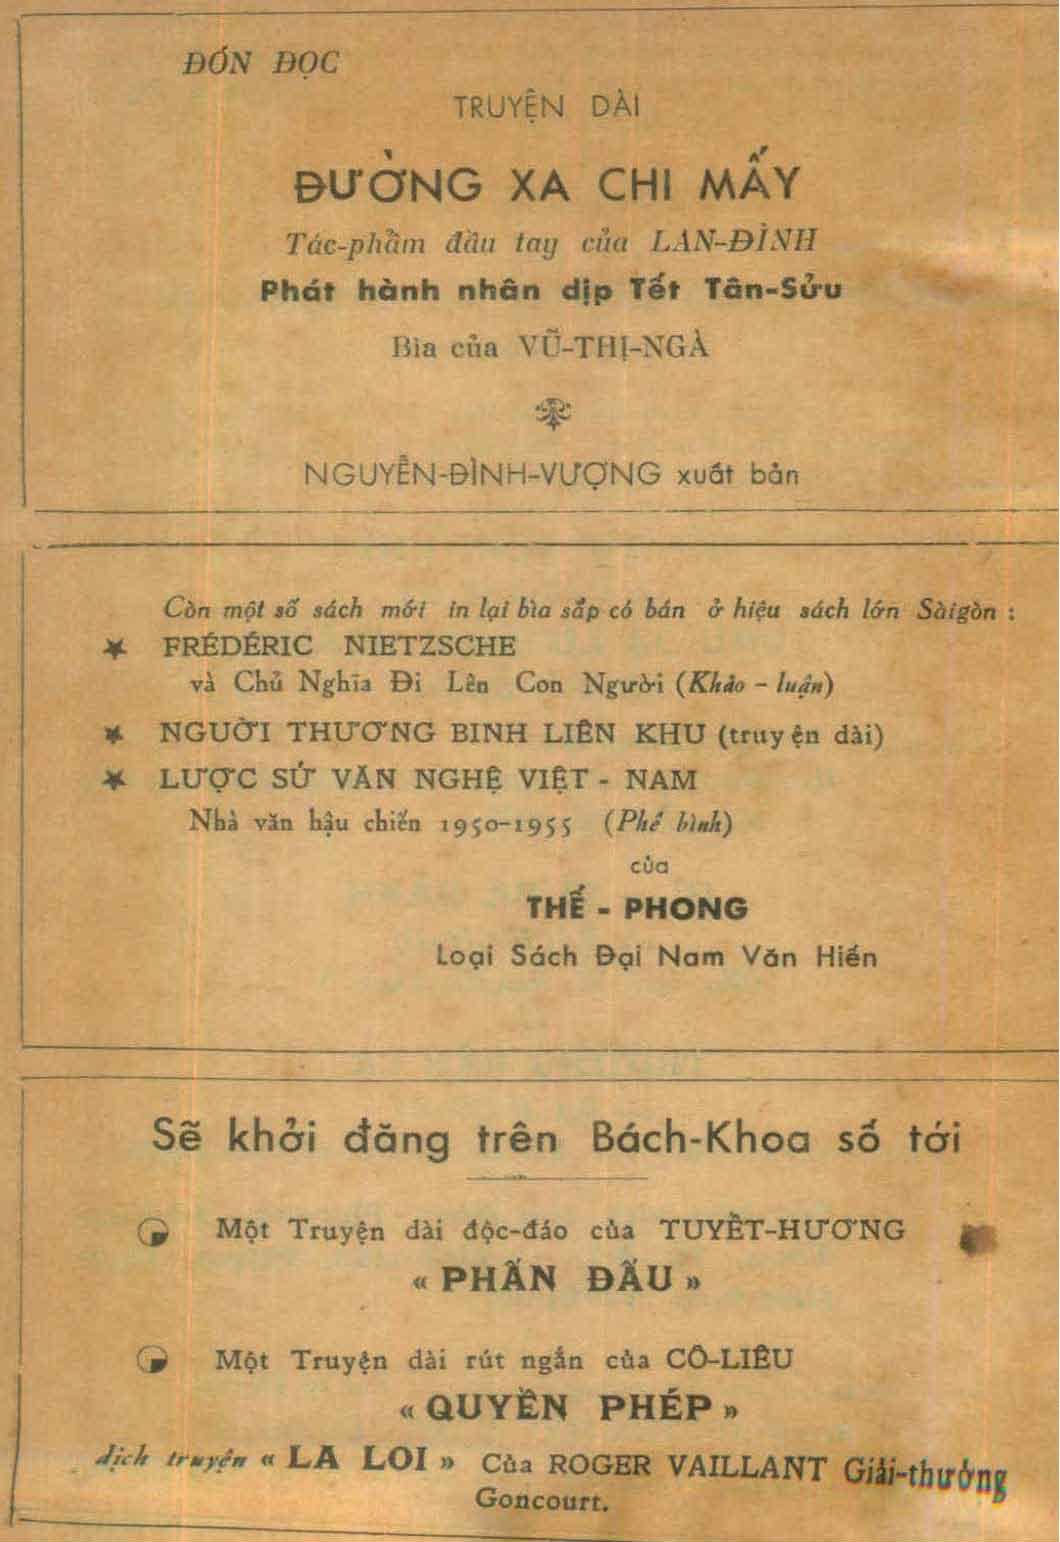 ĐÓN ĐỌC
TRUYỆN DÀI
ĐƯỜNG XA CHI MẤY
Tác-phẩm đầu tay của LAN-ĐÌNH
Phát hành nhân dịp Tết Tân-Sửu
Bìa của VŨ-THỊ-NGÀ
NGUYỄN-ĐÌNH-VƯỢNG xuất bản
Còn một số sách mới in lại bìa sắp có bán ở hiệu sách lớn Sàigòn :
★ FRÉDÉRIC NIETZSCHE
và Chủ Nghĩa Đi Lên Con Người (Khảo - luận)
★ NGUỜI THƯƠNG BINH LIÊN KHU (truyện dài)
★ LƯỢC SỬ VĂN NGHỆ VIỆT - NAM
Nhà văn hậu chiến 1950-1955 (Phê bình)
của
THẾ - PHONG
Loại Sách Đại Nam Văn Hiến
Sẽ khởi đăng trên Bách-Khoa số tới
Một Truyện dài độc-đáo của TUYẾT-HƯƠNG
« PHẤN ĐẤU »
Một Truyện dài rút ngắn của CÔ-LIÊU
« QUYỀN PHÉP »
dịch truyện « LA LOI » Của ROGER VAILLANT Giải-thưởng
Goncourt.